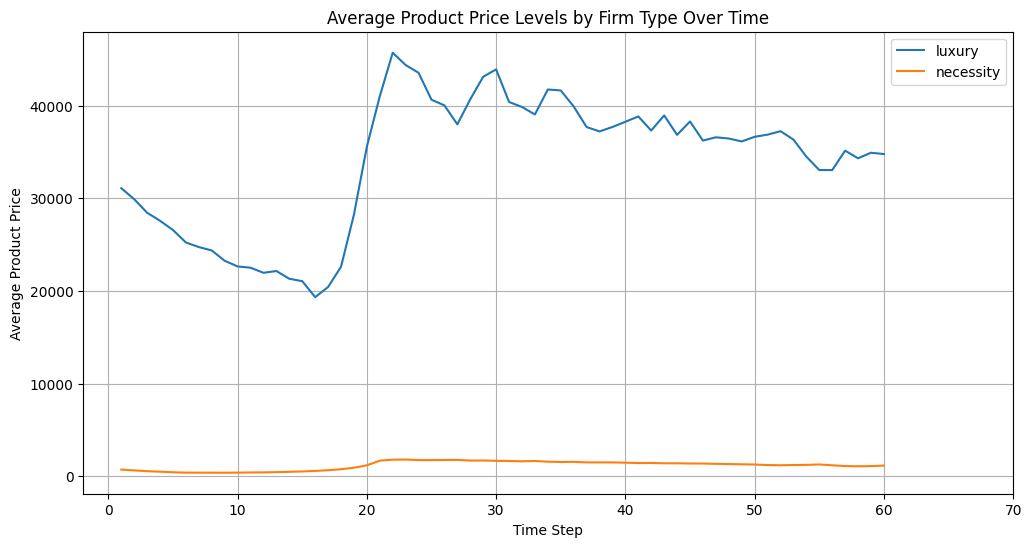 Average Product Price Levels by Firm Type Over Time
luxury
necessity
Average Product Price
40000
30000
20000
10000
0
0 10 20 30 40 50 60 70
Time Step